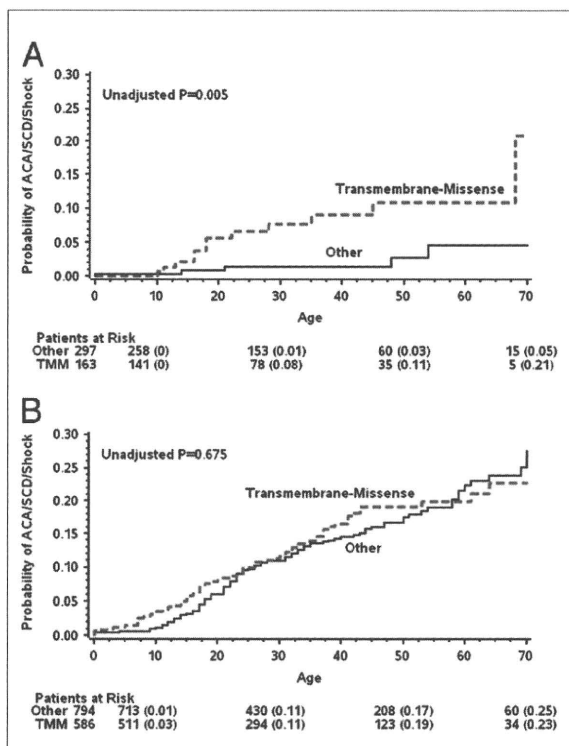 A
0.30
Unadjusted P=0.005
0.25
0.20
Transmembrane-Missense
0.15
0.10
Other
0.05
0.00
Probability of ACA/SCD/Shock
0 10 20 30 40 50 60 70
Age
Patients at Risk
Other 297 258 (0) 153 (0.01) 60 (0.03) 15 (0.05)
TMM 163 141 (0) 78 (0.08) 35 (0.11) 5 (0.21)
B
0.30
Unadjusted P=0.675
0.25
Transmembrane-Missense
0.20
0.15
Other
0.10
0.05
0.00
Probability of ACA/SCD/Shock
0 10 20 30 40 50 60 70
Age
Patients at Risk
Other 794 713 (0.01) 430 (0.11) 208 (0.17) 60 (0.25)
TMM 586 511 (0.03) 294 (0.11) 123 (0.19) 34 (0.23)